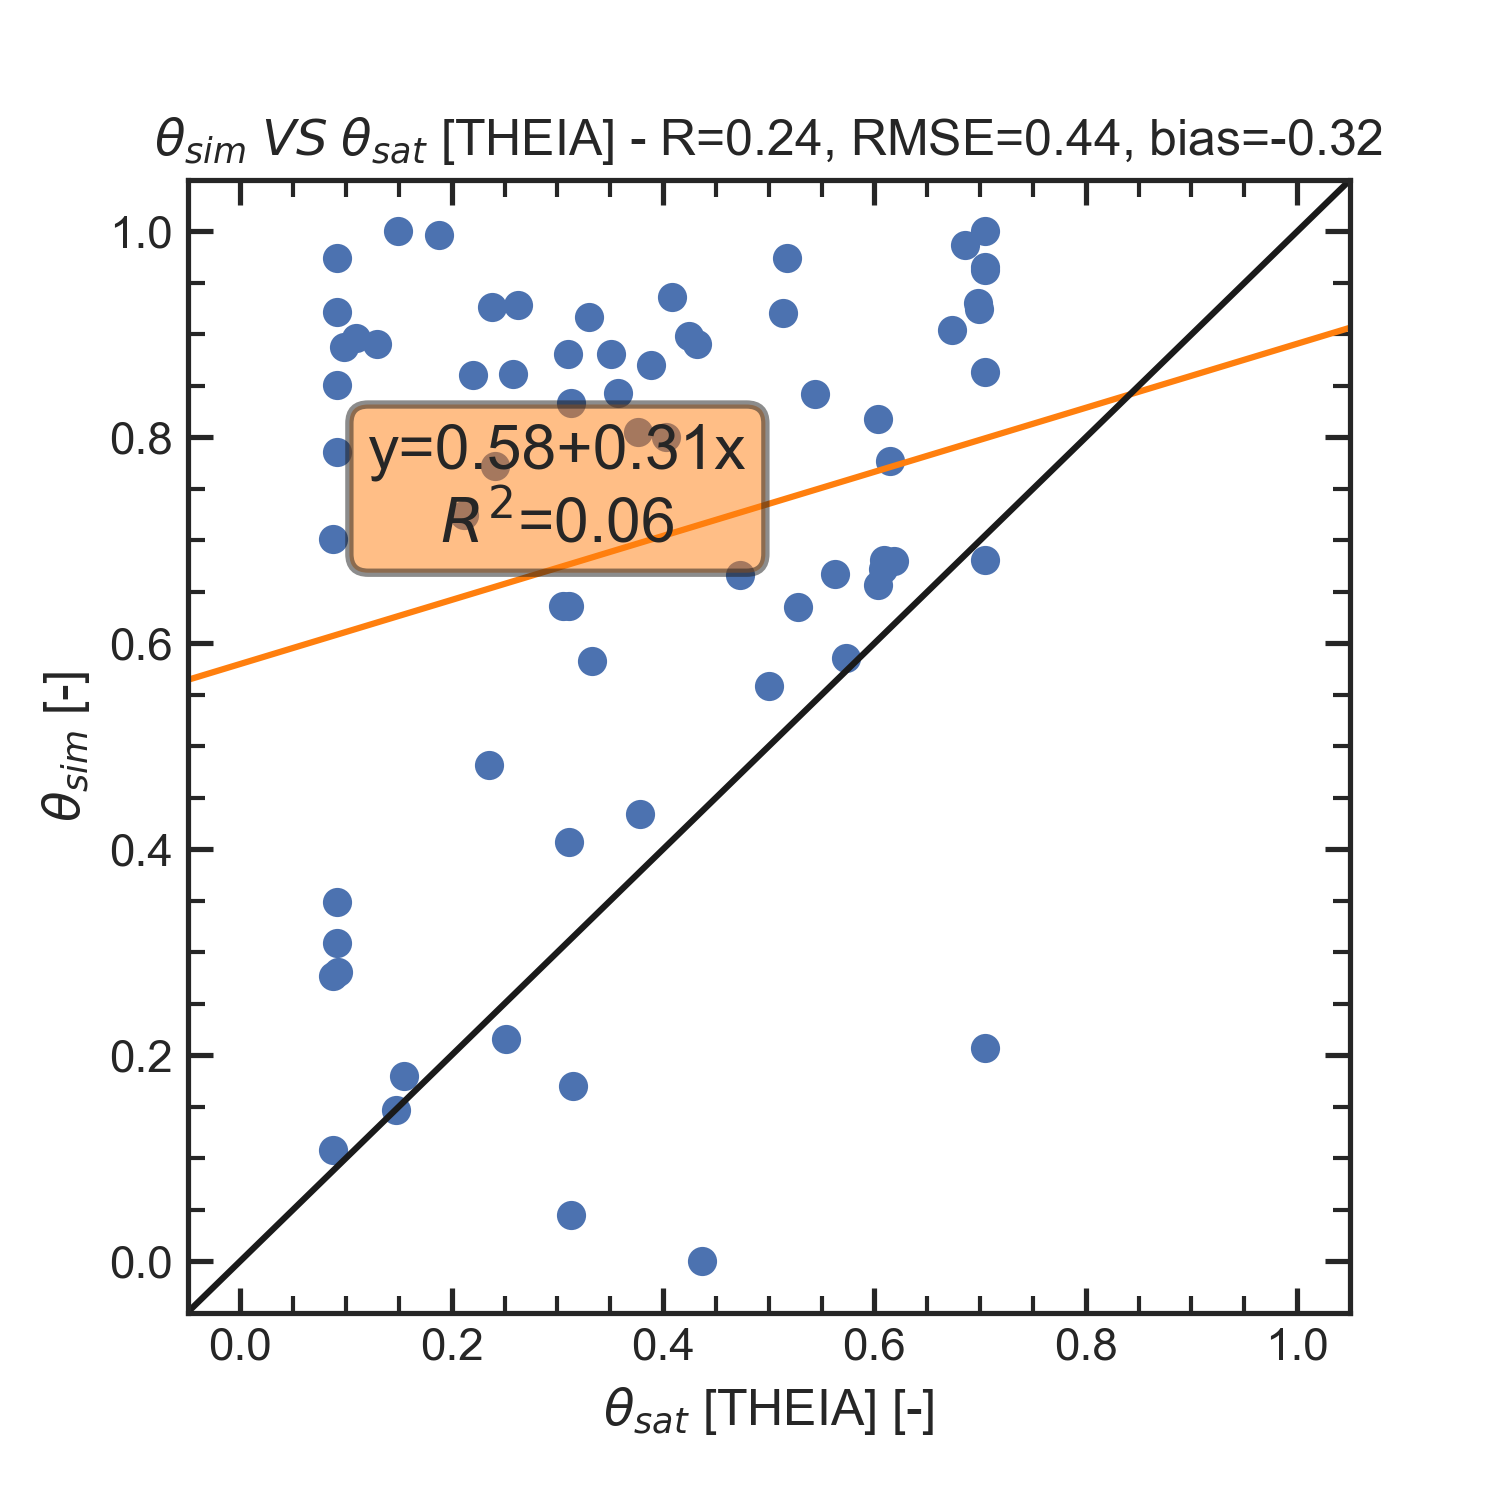 θsim VS θsat [THEIA] - R=0.24, RMSE=0.44, bias=-0.32
1.0
0.8
0.6
0.4
0.2
0.0
θsim [-]
y=0.58+0.31x
R²=0.06
0.0 0.2 0.4 0.6 0.8 1.0
θsat [THEIA] [-]